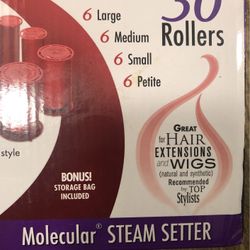 30
6 Large
Rollers
6 Medium
6 Small
6 Petite
style
GREAT
for HAIR
EXTENSIONS
and WIGS
(natural and synthetic)
Recommended
by TOP
Stylists
BONUS!
STORAGE BAG
INCLUDED
Molecular® STEAM SETTER